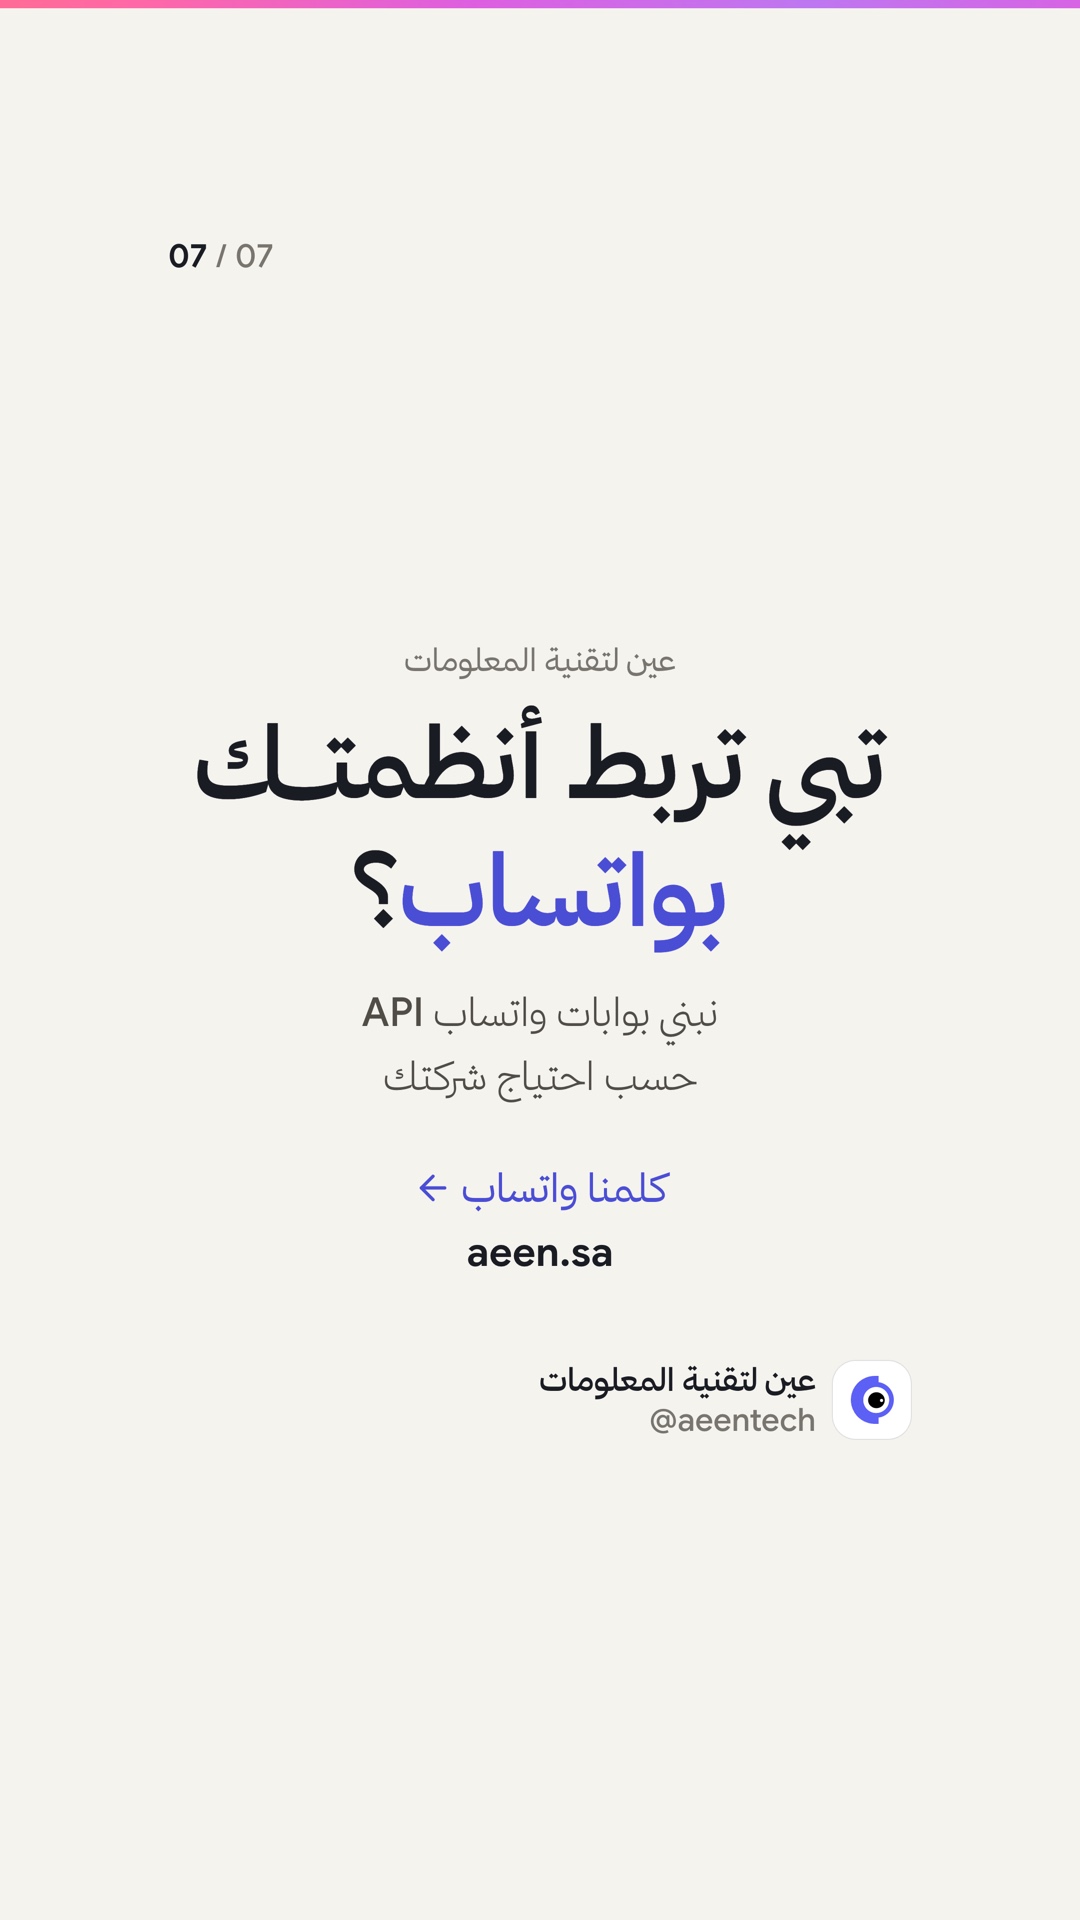 07 / 07
عين لتقنية المعلومات
تبي تربط أنظمتـك
بواتساب؟
نبني بوابات واتساب API
حسب احتياج شركتك
كلمنا واتساب ←
aeen.sa
عين لتقنية المعلومات
@aeentech